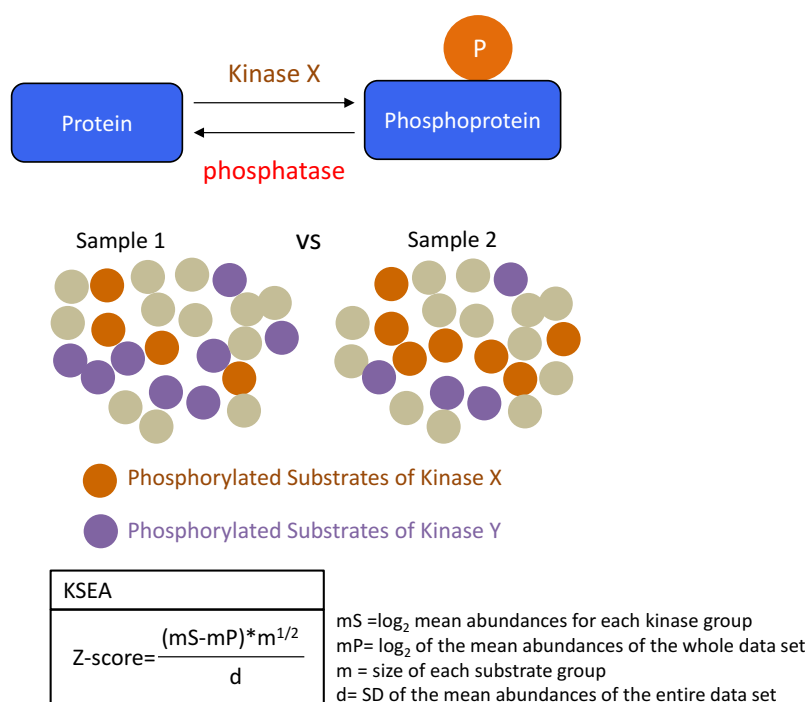 P
Kinase X
Protein
Phosphoprotein
phosphatase
Sample 1 vs Sample 2
Phosphorylated Substrates of Kinase X
Phosphorylated Substrates of Kinase Y
KSEA
Z-score= (mS-mP)*m^{1/2} / d
mS =log₂ mean abundances for each kinase group
mP= log₂ of the mean abundances of the whole data set
m = size of each substrate group
d= SD of the mean abundances of the entire data set